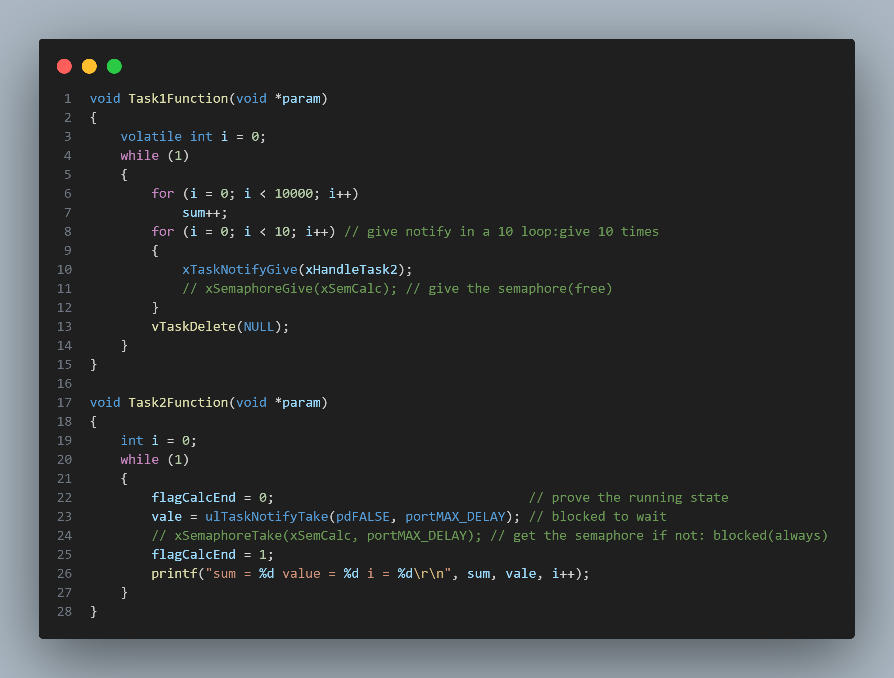 1 void Task1Function(void *param)
2 {
3     volatile int i = 0;
4     while (1)
5     {
6         for (i = 0; i < 10000; i++)
7             sum++;
8         for (i = 0; i < 10; i++) // give notify in a 10 loop:give 10 times
9         {
10             xTaskNotifyGive(xHandleTask2);
11             // xSemaphoreGive(xSemCalc); // give the semaphore(free)
12         }
13         vTaskDelete(NULL);
14     }
15 }
16
17 void Task2Function(void *param)
18 {
19     int i = 0;
20     while (1)
21     {
22         flagCalcEnd = 0;                                 // prove the running state
23         vale = ulTaskNotifyTake(pdFALSE, portMAX_DELAY); // blocked to wait
24         // xSemaphoreTake(xSemCalc, portMAX_DELAY); // get the semaphore if not: blocked(always)
25         flagCalcEnd = 1;
26         printf("sum = %d value = %d i = %d\r\n", sum, vale, i++);
27     }
28 }